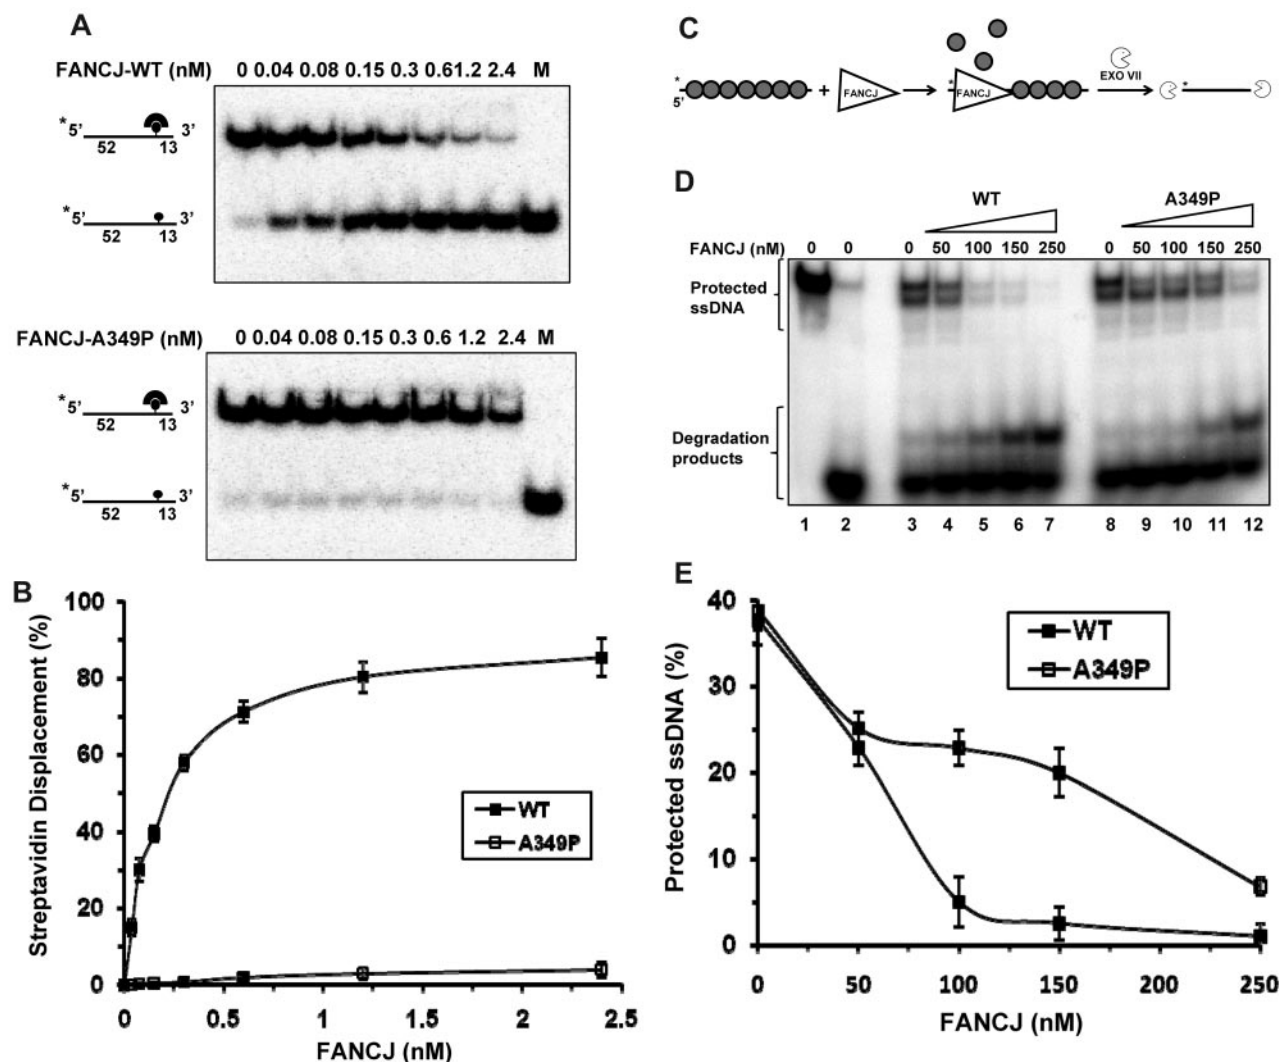 A
FANCJ-WT (nM)
0 0.04 0.08 0.15 0.3 0.6 1.2 2.4 M
* 5' 3'
52 13
* 5' 3'
52 13
FANCJ-A349P (nM)
0 0.04 0.08 0.15 0.3 0.6 1.2 2.4 M
* 5' 3'
52 13
* 5' 3'
52 13
B
Streptavidin Displacement (%)
100
80
60
40
20
0
WT
A349P
0 0.5 1 1.5 2 2.5
FANCJ (nM)
C
*
5'
+
FANCJ
*
FANCJ
EXO VII
*
D
WT A349P
FANCJ (nM) 0 0 0 50 100 150 250 0 50 100 150 250
Protected
ssDNA
Degradation
products
1 2 3 4 5 6 7 8 9 10 11 12
E
Protected ssDNA (%)
40
30
20
10
0
WT
A349P
0 50 100 150 200 250
FANCJ (nM)